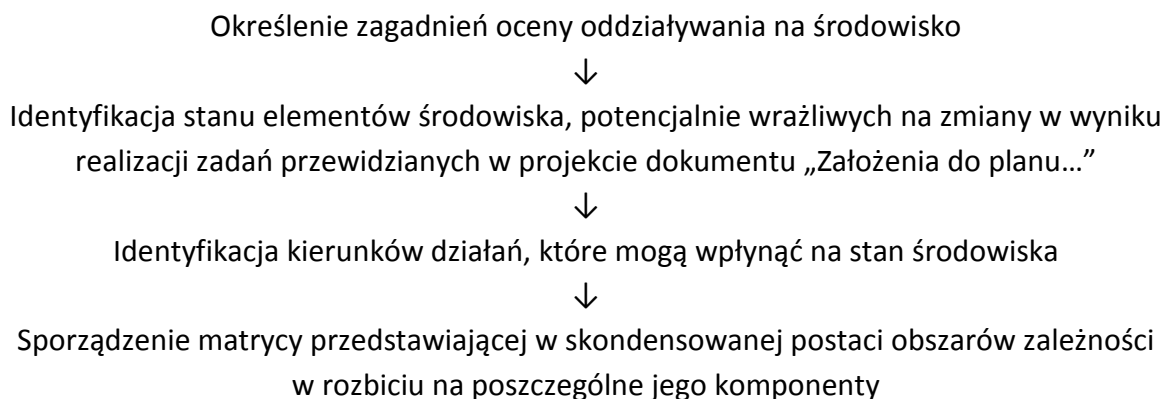 Określenie zagadnień oceny oddziaływania na środowisko
↓
Identyfikacja stanu elementów środowiska, potencjalnie wrażliwych na zmiany w wyniku
realizacji zadań przewidzianych w projekcie dokumentu „Założenia do planu…”
↓
Identyfikacja kierunków działań, które mogą wpłynąć na stan środowiska
↓
Sporządzenie matrycy przedstawiającej w skondensowanej postaci obszarów zależności
w rozbiciu na poszczególne jego komponenty